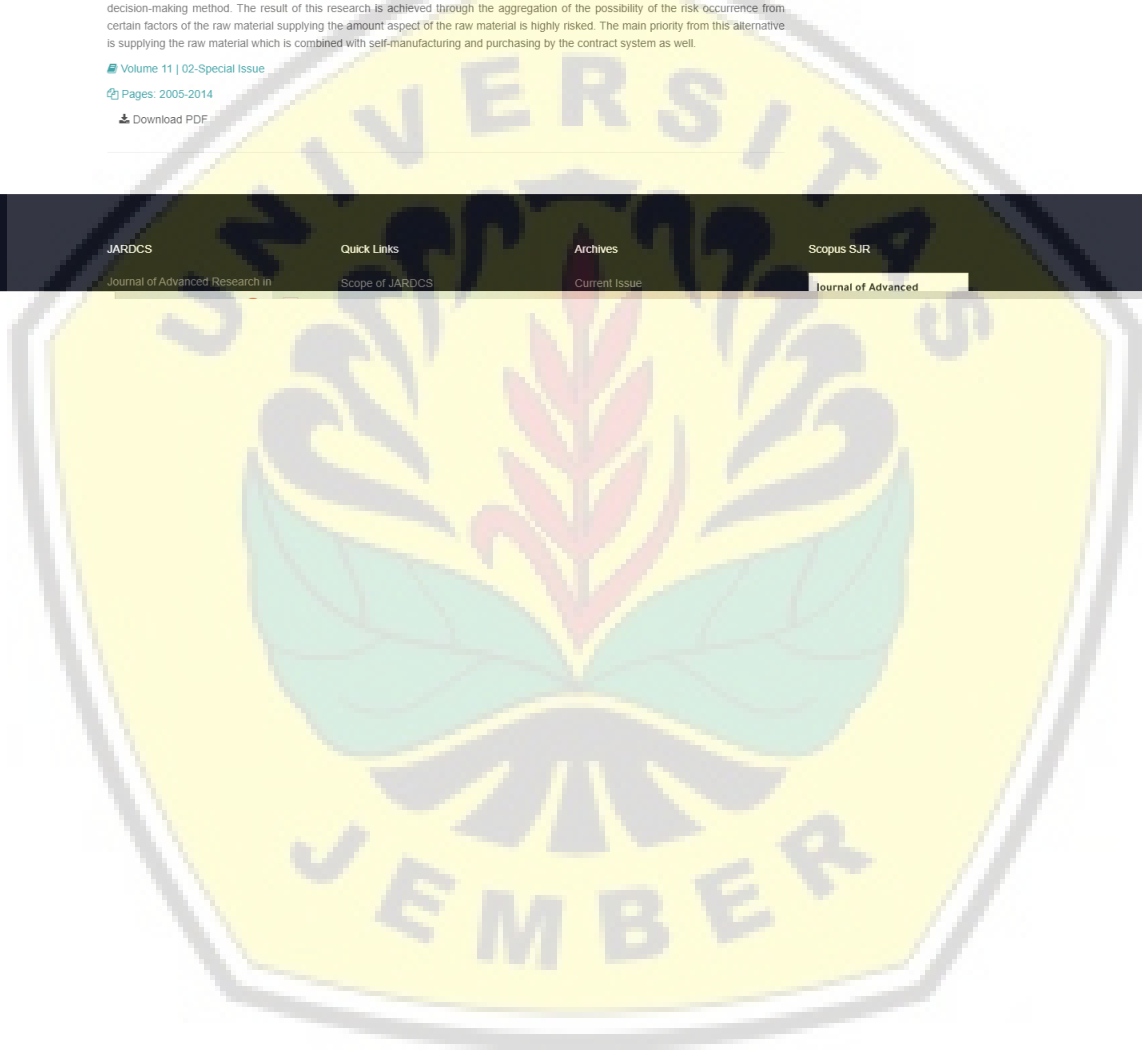 decision-making method. The result of this research is achieved through the aggregation of the possibility of the risk occurrence from
certain factors of the raw material supplying the amount aspect of the raw material is highly risked. The main priority from this alternative
is supplying the raw material which is combined with self-manufacturing and purchasing by the contract system as well.
Volume 11 | 02-Special Issue
Pages: 2005-2014
Download PDF
UNIVERSITAS
JARDCS Quick Links Archives Scopus SJR
Journal of Advanced Research in Scope of JARDCS Current Issue Journal of Advanced
JEMBER